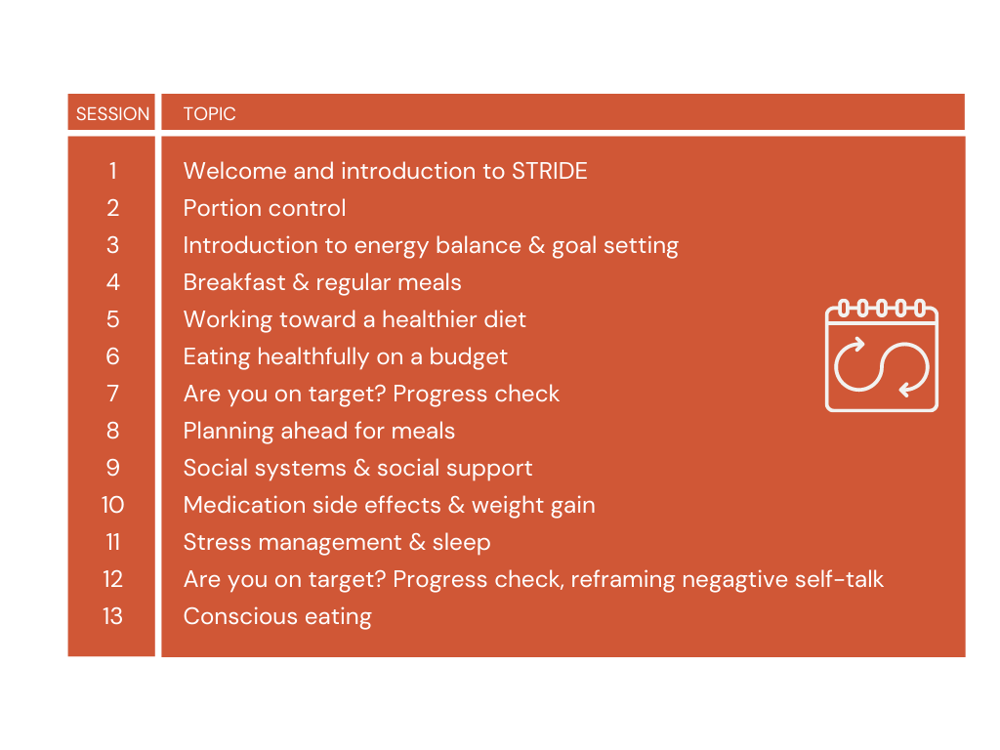 SESSION TOPIC
1 Welcome and introduction to STRIDE
2 Portion control
3 Introduction to energy balance & goal setting
4 Breakfast & regular meals
5 Working toward a healthier diet
6 Eating healthfully on a budget
7 Are you on target? Progress check
8 Planning ahead for meals
9 Social systems & social support
10 Medication side effects & weight gain
11 Stress management & sleep
12 Are you on target? Progress check, reframing negagtive self-talk
13 Conscious eating